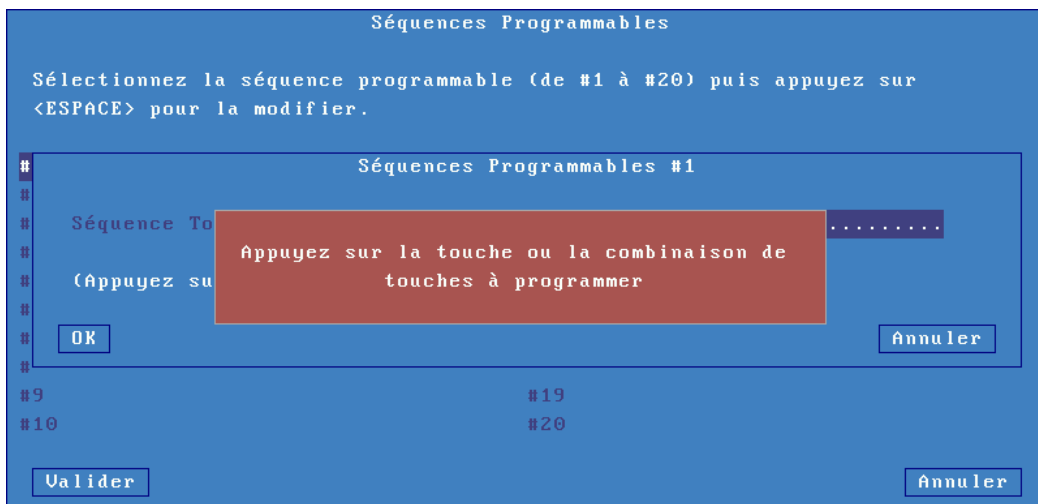 Séquences Programmables
Sélectionnez la séquence programmable (de #1 à #20) puis appuyez sur
<ESPACE> pour la modifier.
#
Séquences Programmables #1
#
# Séquence To .........
#
Appuyez sur la touche ou la combinaison de
# (Appuyez su
touches à programmer
#
# OK Annuler
#
#9 #19
#10 #20
Valider Annuler